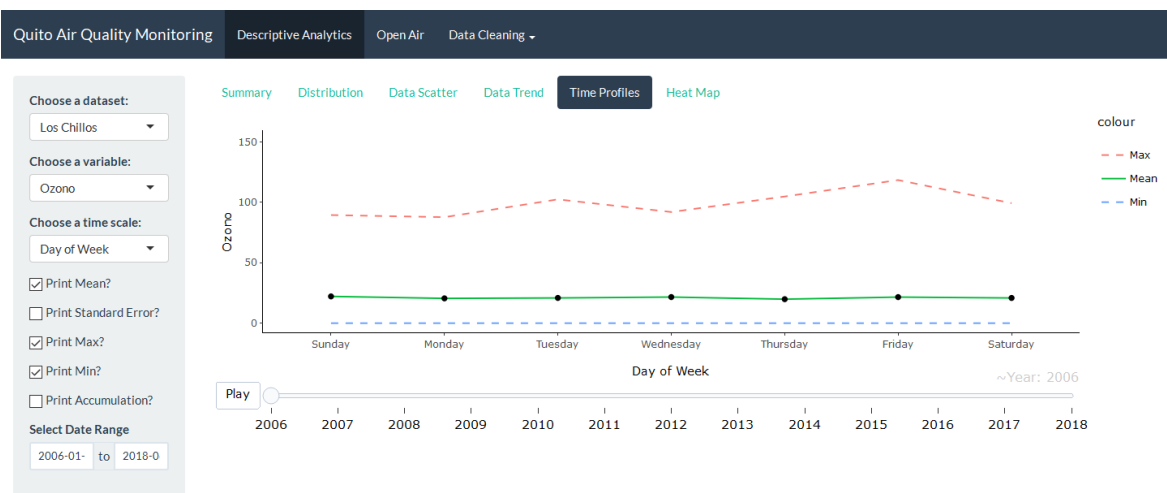 Quito Air Quality Monitoring Descriptive Analytics Open Air Data Cleaning
Summary Distribution Data Scatter Data Trend Time Profiles Heat Map
Choose a dataset:
Los Chillos
Choose a variable:
Ozono
Choose a time scale:
Day of Week
Print Mean?
Print Standard Error?
Print Max?
Print Min?
Print Accumulation?
Select Date Range
2006-01- to 2018-0
colour
Max
Mean
Min
150
100
50
0
Ozono
Sunday Monday Tuesday Wednesday Thursday Friday Saturday
Day of Week
~Year: 2006
Play
2006 2007 2008 2009 2010 2011 2012 2013 2014 2015 2016 2017 2018